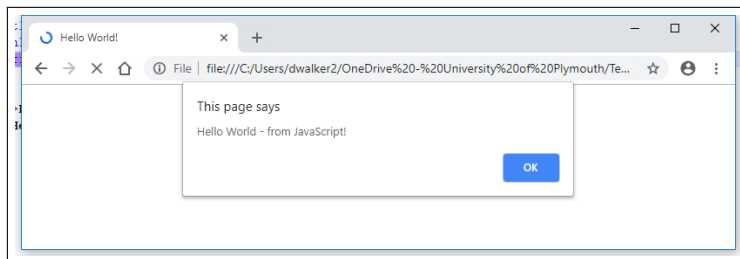 Hello World!
File | file:///C:/Users/dwalker2/OneDrive%20-%20University%20of%20Plymouth/Te...
This page says
Hello World - from JavaScript!
OK